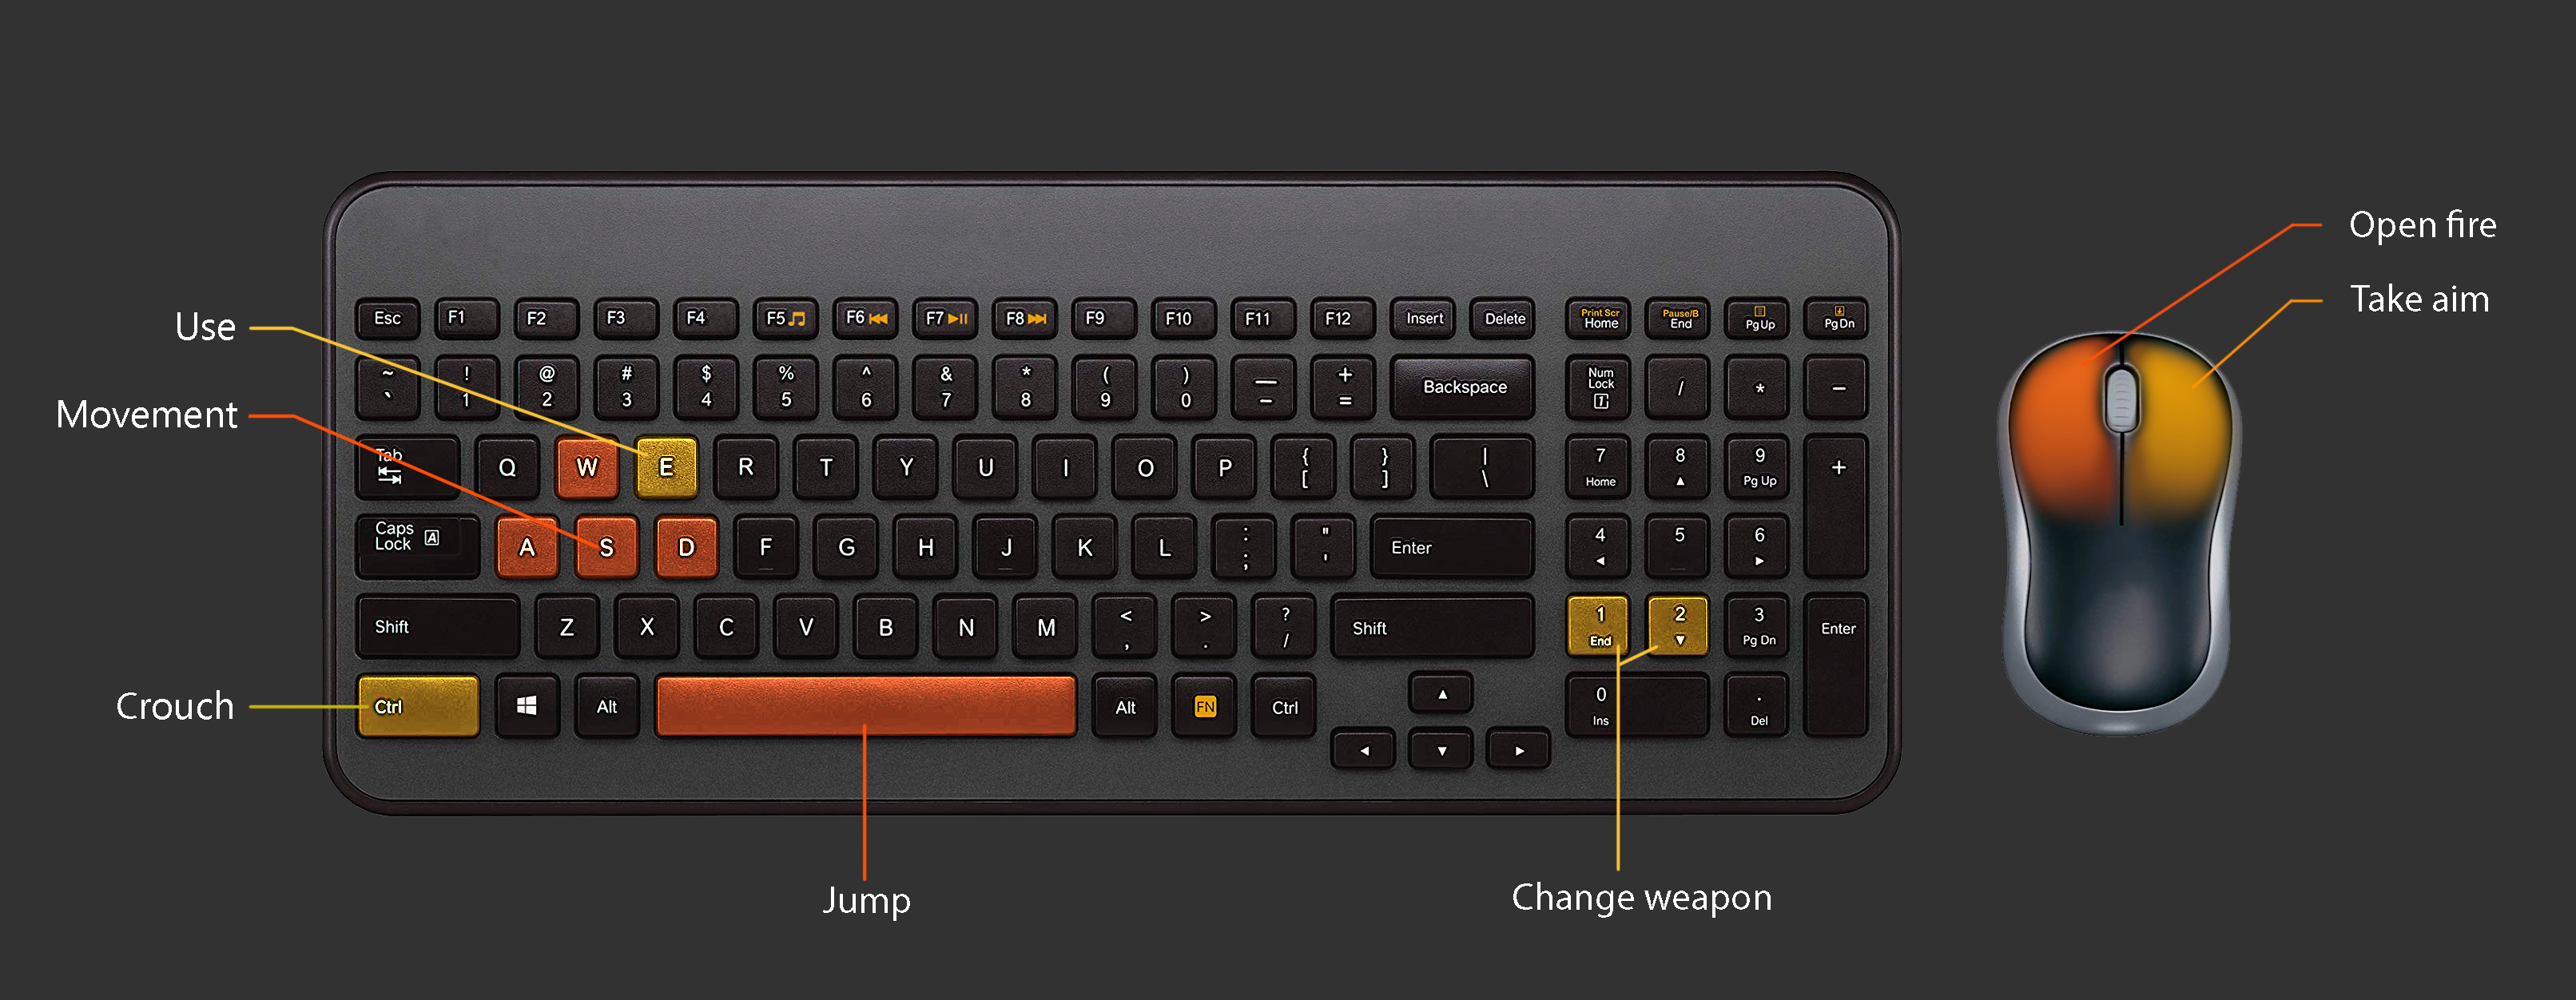 Open fire
Take aim
Use
Movement
Crouch
Jump
Change weapon
Esc F1 F2 F3 F4 F5 F6 F7 F8 F9 F10 F11 F12 Insert Delete Print Scr Home Pause/B End Pg Up Pg Dn
~ ` ! 1 @ 2 # 3 $ 4 % 5 ^ 6 & 7 * 8 ( 9 ) 0 — - + = Backspace Num Lock 1 / * -
Tab Q W E R T Y U I O P { [ } ] | \ 7 Home 8 9 Pg Up +
Caps Lock A A S D F G H J K L : ; " ' Enter 4 5 6
Shift Z X C V B N M < , > . ? / Shift 1 End 2 3 Pg Dn Enter
Ctrl Alt Alt FN Ctrl 0 Ins . Del